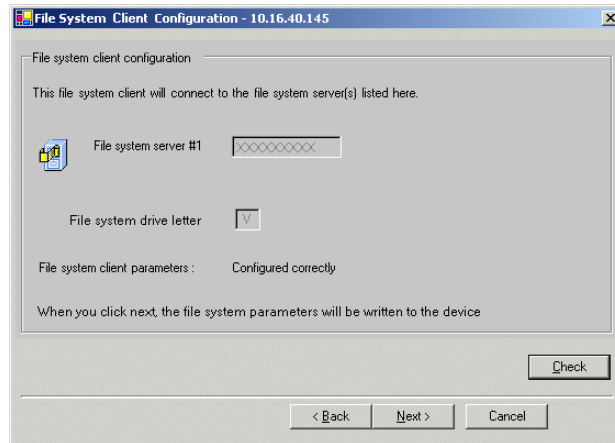 File System Client Configuration - 10.16.40.145
File system client configuration
This file system client will connect to the file system server(s) listed here.
File system server #1 XXXXXXXXXX
File system drive letter V
File system client parameters : Configured correctly
When you click next, the file system parameters will be written to the device
Check
< Back Next > Cancel